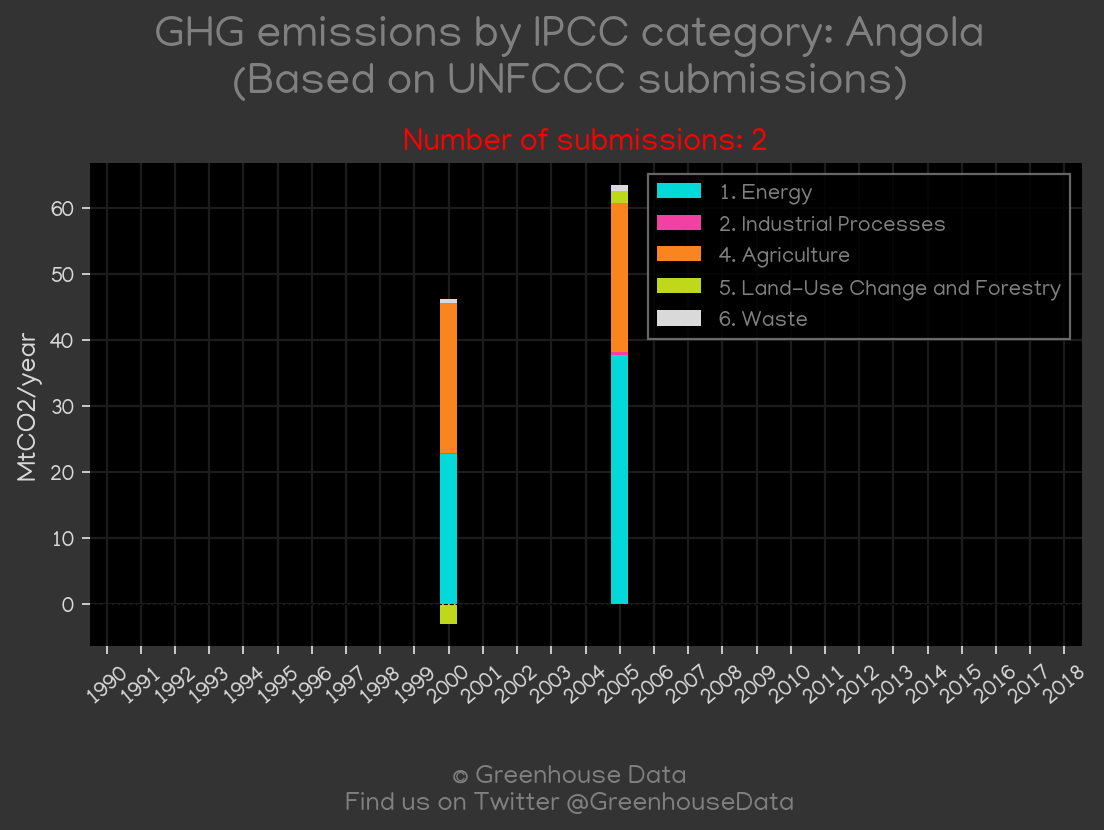 GHG emissions by IPCC category: Angola
(Based on UNFCCC submissions)
Number of submissions: 2
1. Energy
2. Industrial Processes
4. Agriculture
5. Land-Use Change and Forestry
6. Waste
MtCO2/year
60
50
40
30
20
10
0
1990 1991 1992 1993 1994 1995 1996 1997 1998 1999 2000 2001 2002 2003 2004 2005 2006 2007 2008 2009 2010 2011 2012 2013 2014 2015 2016 2017 2018
© Greenhouse Data
Find us on Twitter @GreenhouseData